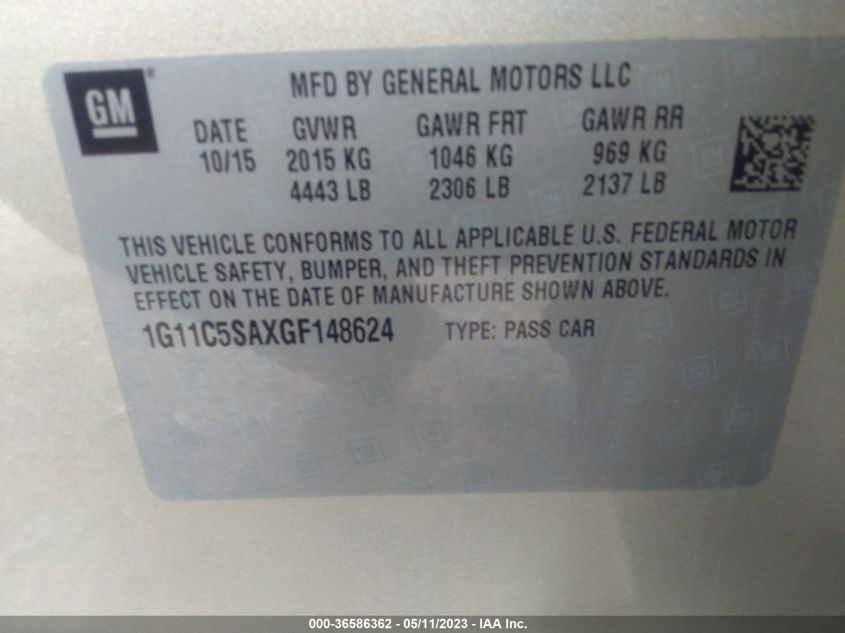 GM ®
MFD BY GENERAL MOTORS LLC
DATE GVWR GAWR FRT GAWR RR
10/15 2015 KG 1046 KG 969 KG
4443 LB 2306 LB 2137 LB
THIS VEHICLE CONFORMS TO ALL APPLICABLE U.S. FEDERAL MOTOR
VEHICLE SAFETY, BUMPER, AND THEFT PREVENTION STANDARDS IN
EFFECT ON THE DATE OF MANUFACTURE SHOWN ABOVE.
1G11C5SAXGF148624 TYPE: PASS CAR
000-36586362 - 05/11/2023 - IAA Inc.